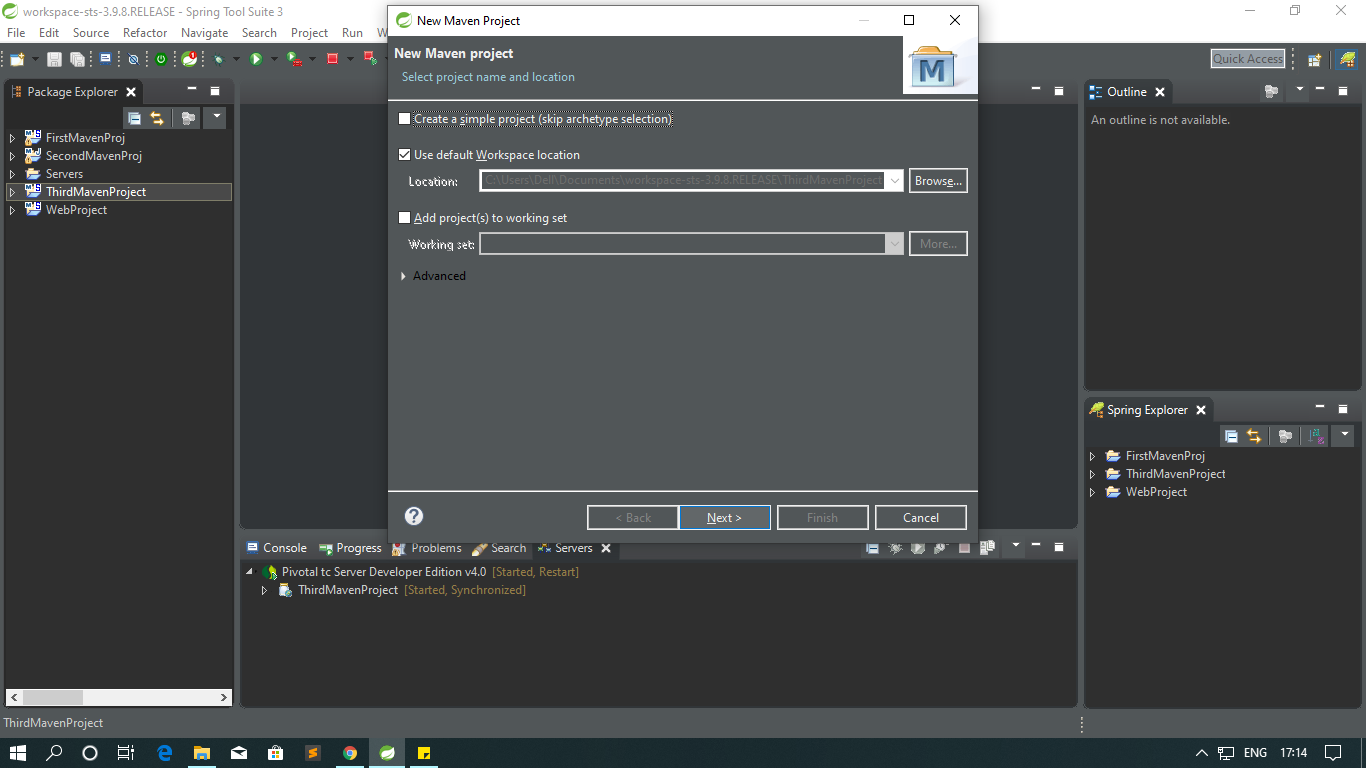 workspace-sts-3.9.8.RELEASE - Spring Tool Suite 3
File Edit Source Refactor Navigate Search Project Run W
Quick Access
Package Explorer
FirstMavenProj
SecondMavenProj
Servers
ThirdMavenProject
WebProject
New Maven Project
New Maven project
Select project name and location
M
Create a simple project (skip archetype selection)
Use default Workspace location
Location: C:\Users\Dell\Documents\workspace-sts-3.9.8.RELEASE\ThirdMavenProject Browse...
Add project(s) to working set
Working set: More...
Advanced
? < Back Next > Finish Cancel
Outline
An outline is not available.
Spring Explorer
FirstMavenProj
ThirdMavenProject
WebProject
Console Progress Problems Search Servers
Pivotal tc Server Developer Edition v4.0 [Started, Restart]
ThirdMavenProject [Started, Synchronized]
ThirdMavenProject
ENG 17:14